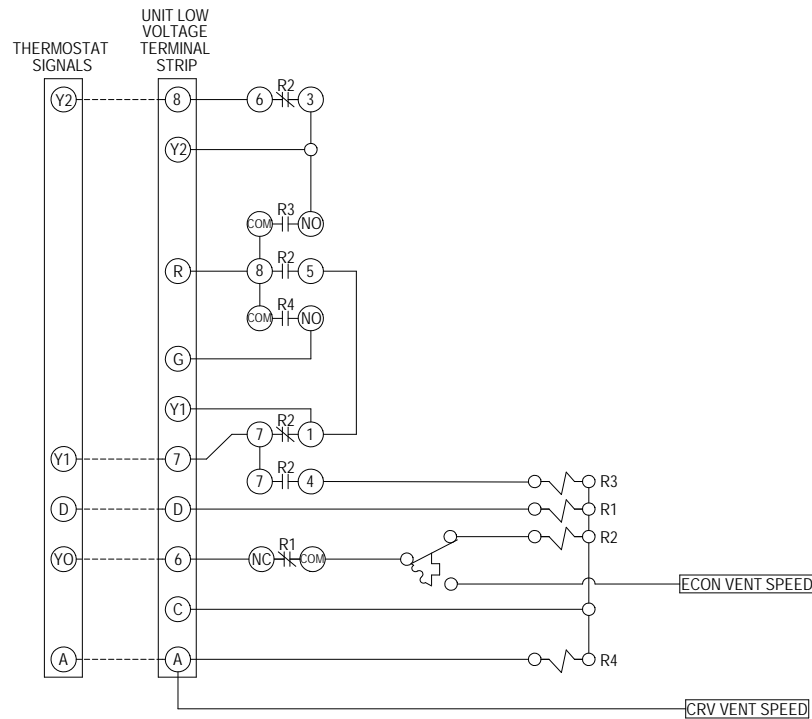 UNIT LOW
VOLTAGE
TERMINAL
STRIP
THERMOSTAT
SIGNALS
Y2 8 6 R2 3
Y2
COM R3 NO
R 8 R2 5
COM R4 NO
G
Y1
7 R2 1
Y1 7
7 R2 4 R3
D D R1
R2
YO 6 NC R1 COM
ECON VENT SPEED
C
A A R4
CRV VENT SPEED